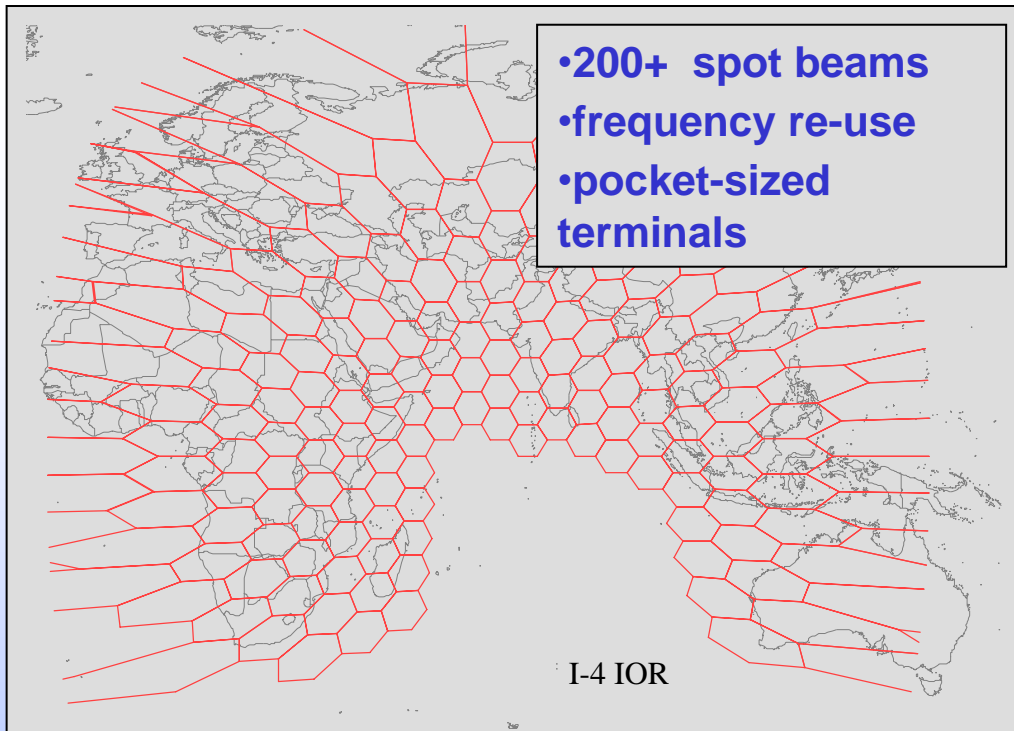 •200+ spot beams
•frequency re-use
•pocket-sized
terminals
I-4 IOR